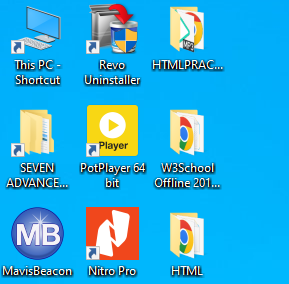 This PC -
Shortcut
Revo
Uninstaller
MP3
HTMLPRAC...
SEVEN
ADVANCE...
Player
PotPlayer 64
bit
W3School
Offline 201...
MB
MavisBeacon
Nitro Pro
HTML